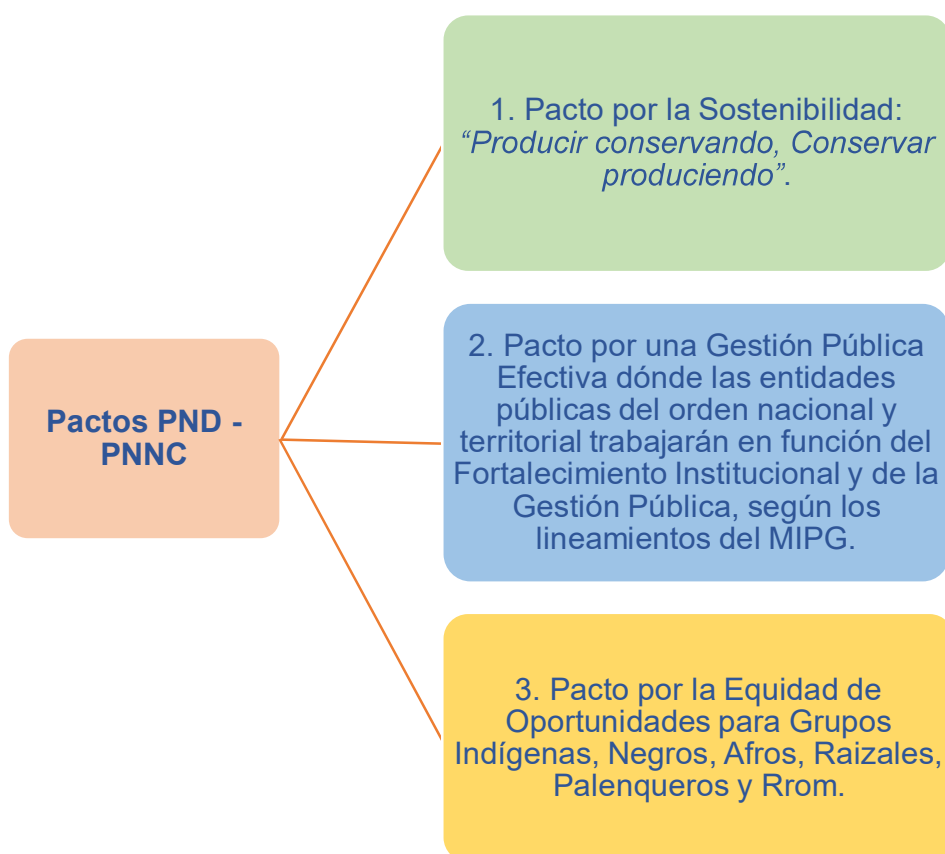 1. Pacto por la Sostenibilidad:
“Producir conservando, Conservar
produciendo”.
Pactos PND -
PNNC
2. Pacto por una Gestión Pública
Efectiva dónde las entidades
públicas del orden nacional y
territorial trabajarán en función del
Fortalecimiento Institucional y de la
Gestión Pública, según los
lineamientos del MIPG.
3. Pacto por la Equidad de
Oportunidades para Grupos
Indígenas, Negros, Afros, Raizales,
Palenqueros y Rrom.